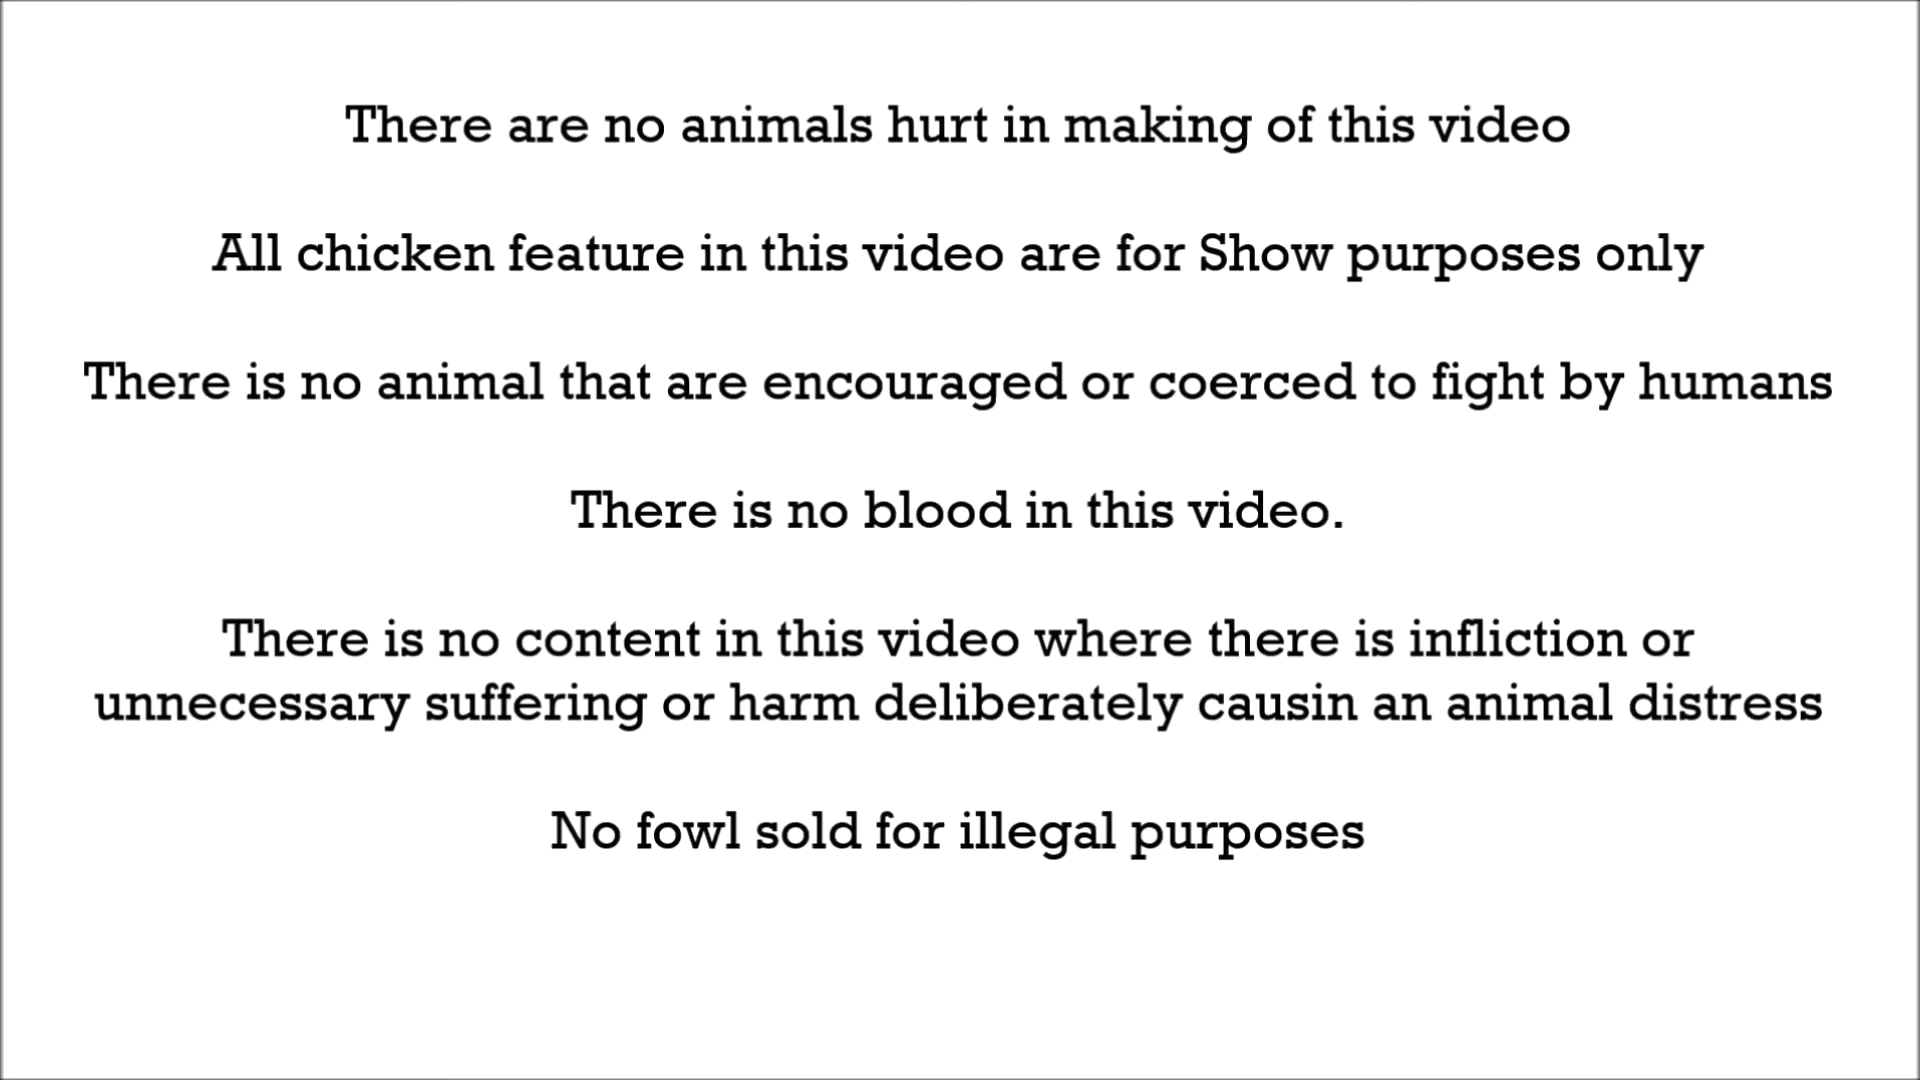 There are no animals hurt in making of this video
All chicken feature in this video are for Show purposes only
There is no animal that are encouraged or coerced to fight by humans
There is no blood in this video.
There is no content in this video where there is infliction or
unnecessary suffering or harm deliberately causin an animal distress
No fowl sold for illegal purposes